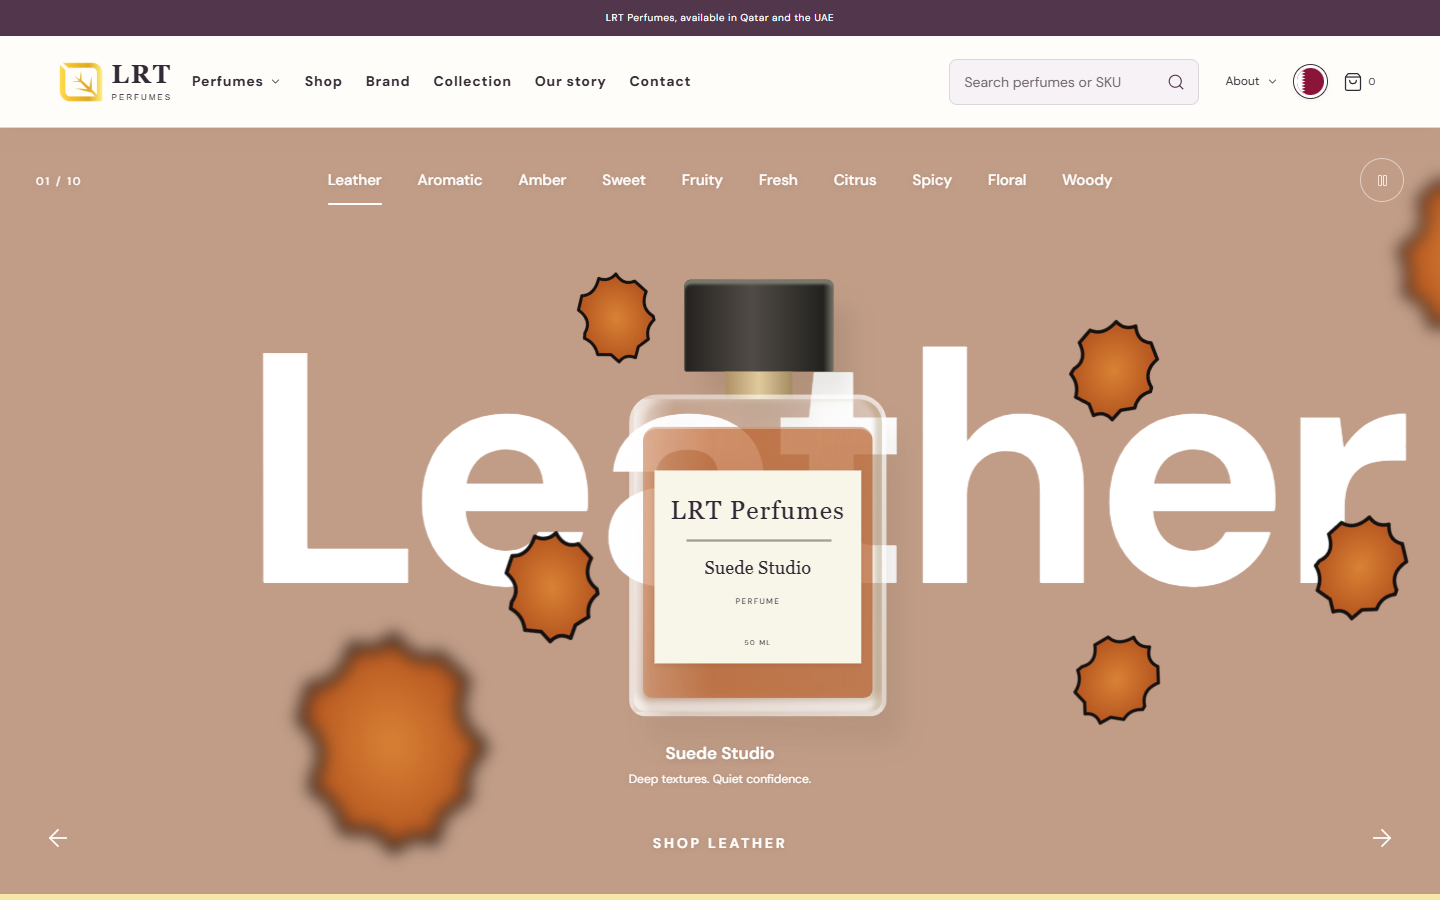 LRT Perfumes, available in Qatar and the UAE
LRT
PERFUMES
Perfumes
Shop
Brand
Collection
Our story
Contact
Search perfumes or SKU
About
0
01 / 10
Leather
Aromatic
Amber
Sweet
Fruity
Fresh
Citrus
Spicy
Floral
Woody
Leather
LRT Perfumes
Suede Studio
PERFUME
50 ML
Suede Studio
Deep textures. Quiet confidence.
SHOP LEATHER